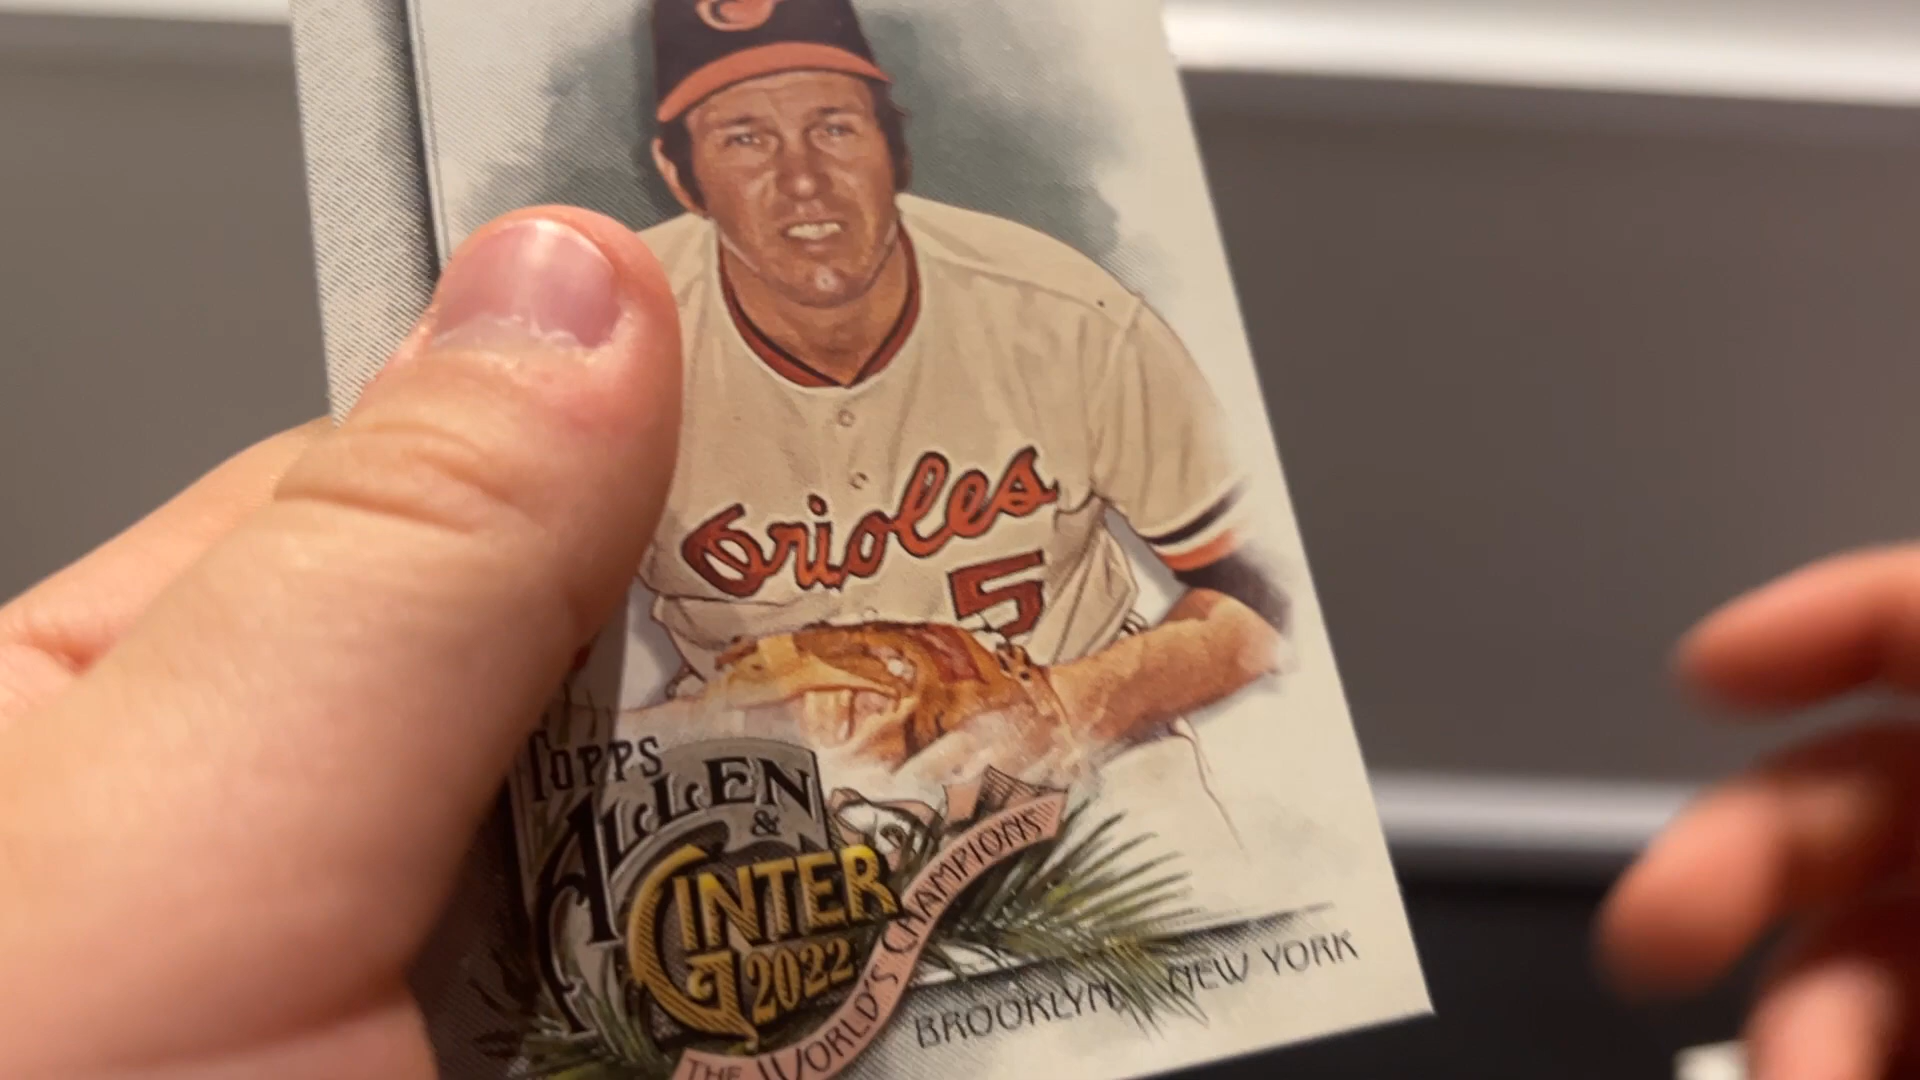 Orioles
5
TOPPS
ALLEN
&
GINTER
2022
THE WORLD'S CHAMPIONS
BROOKLYN, NEW YORK